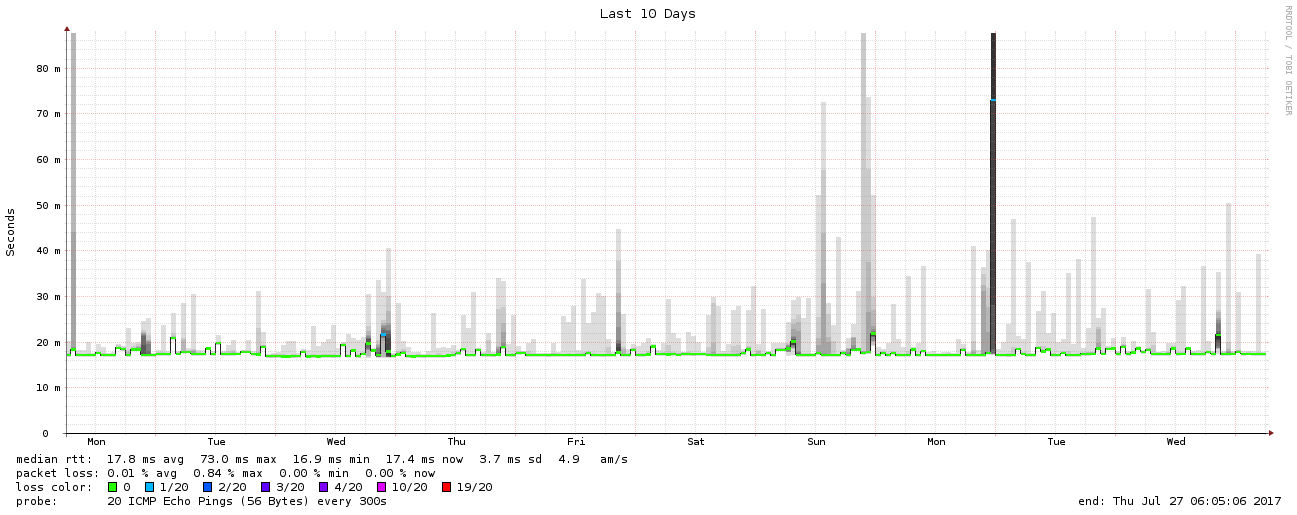 Last 10 Days
RRDTOOL / TOBI OETIKER
Seconds
80 m
70 m
60 m
50 m
40 m
30 m
20 m
10 m
0
Mon Tue Wed Thu Fri Sat Sun Mon Tue Wed
median rtt: 17.8 ms avg 73.0 ms max 16.9 ms min 17.4 ms now 3.7 ms sd 4.9 am/s
packet loss: 0.01 % avg 0.84 % max 0.00 % min 0.00 % now
loss color: 0 1/20 2/20 3/20 4/20 10/20 19/20
probe: 20 ICMP Echo Pings (56 Bytes) every 300s end: Thu Jul 27 06:05:06 2017